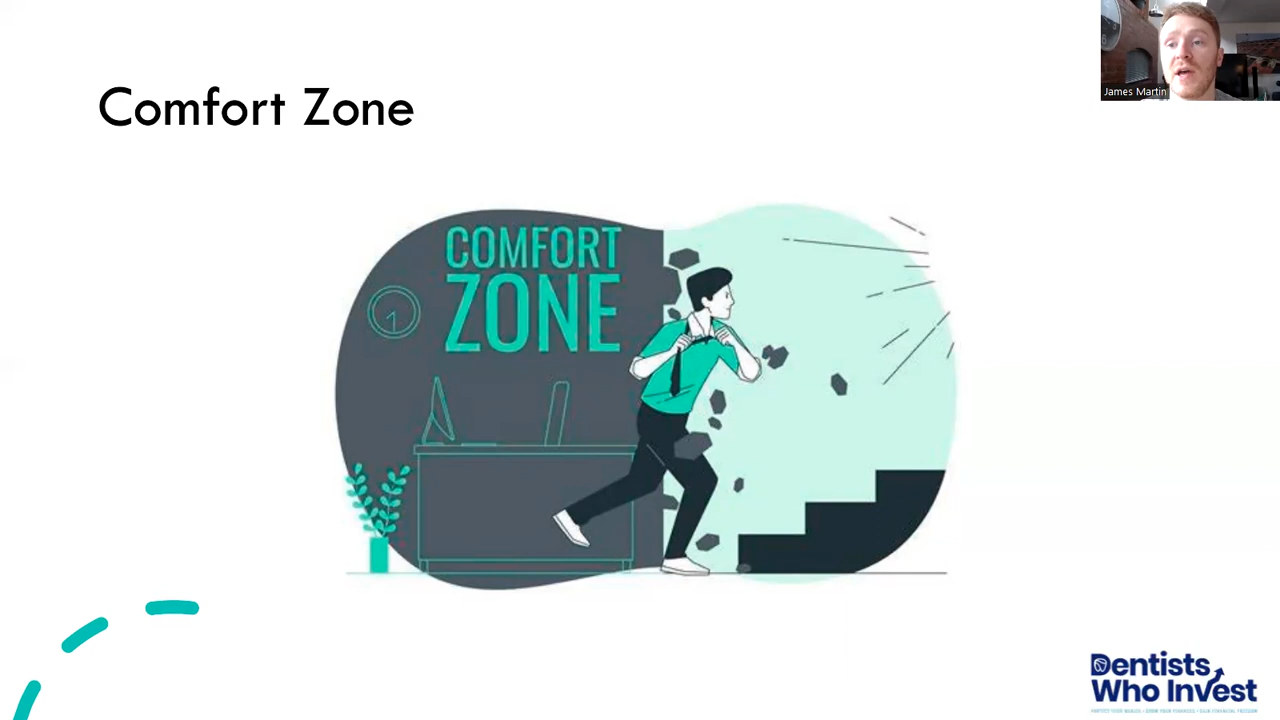 Comfort Zone
James Martin
COMFORT
ZONE
Dentists
Who Invest